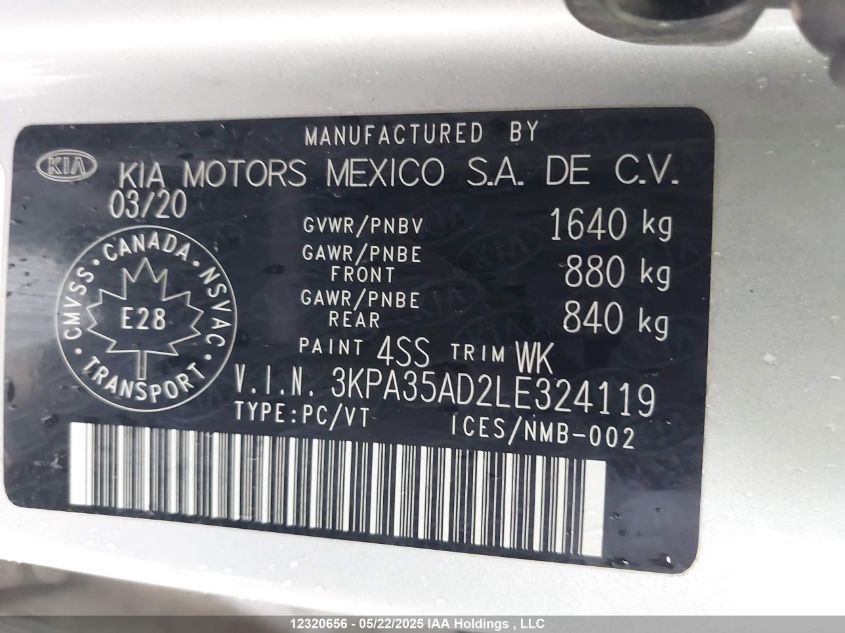 MANUFACTURED BY
KIA
KIA MOTORS MEXICO S.A. DE C.V.
03/20
GVWR/PNBV 1640 kg
GAWR/PNBE FRONT 880 kg
GAWR/PNBE REAR 840 kg
CMVSS · CANADA · NSVAC · TRANSPORT ·
E28
PAINT 4SS TRIM WK
V.I.N. 3KPA35AD2LE324119
TYPE:PC/VT ICES/NMB-002
12320656 - 05/22/2025 IAA Holdings , LLC